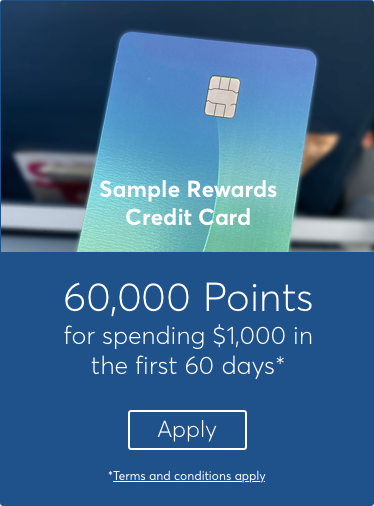 Sample Rewards
Credit Card
60,000 Points
for spending $1,000 in
the first 60 days*
Apply
*Terms and conditions apply